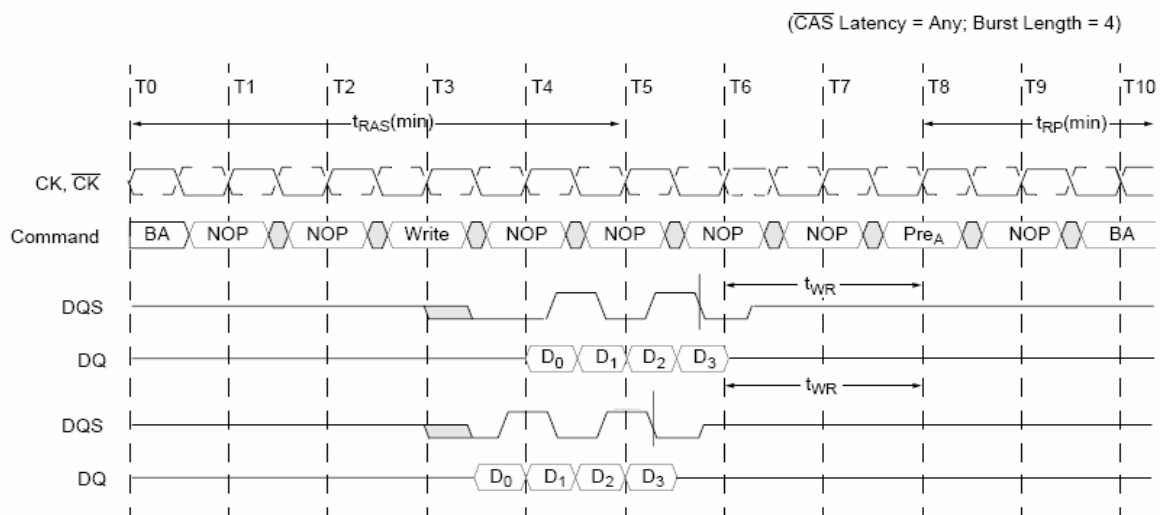 (CAS Latency = Any; Burst Length = 4)
T0 T1 T2 T3 T4 T5 T6 T7 T8 T9 T10
tRAS(min) tRP(min)
CK, CK
Command BA NOP NOP Write NOP NOP NOP NOP PreA NOP BA
tWR
DQS
DQ D0 D1 D2 D3
tWR
DQS
DQ D0 D1 D2 D3